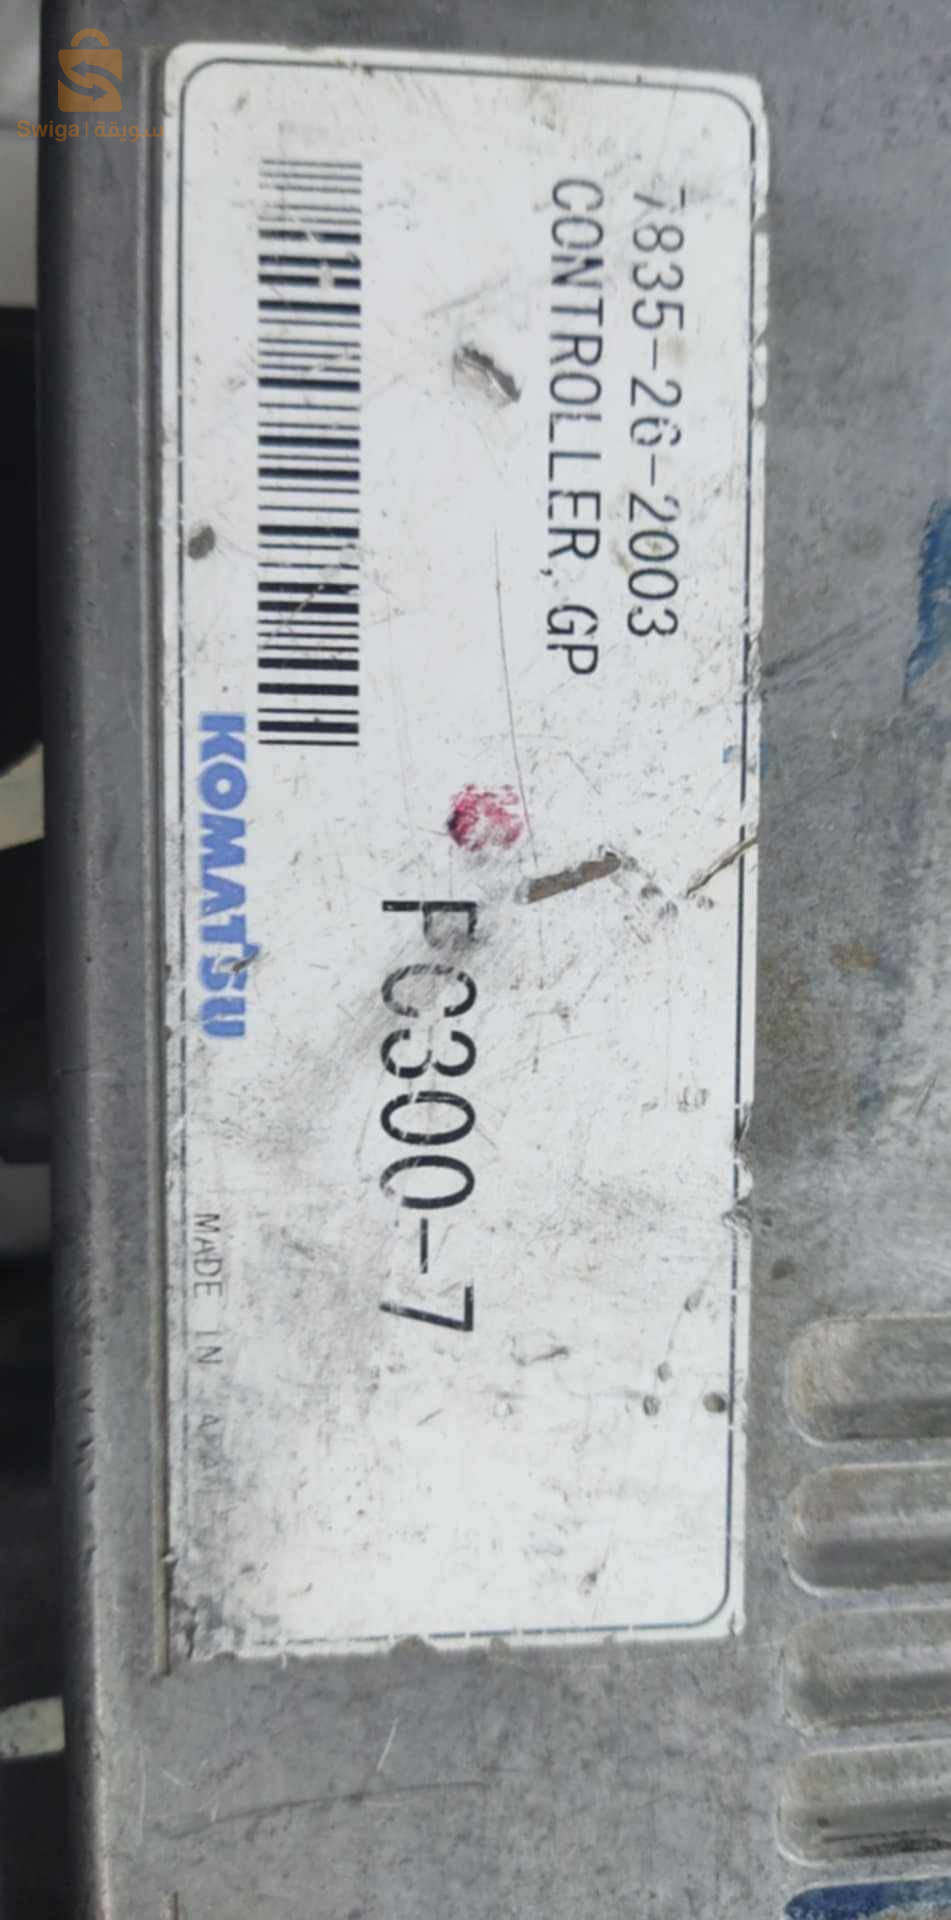 Swiga | سويقة
7835-26-2003
CONTROLLER, GP
PC300-7
KOMATSU
MADE IN